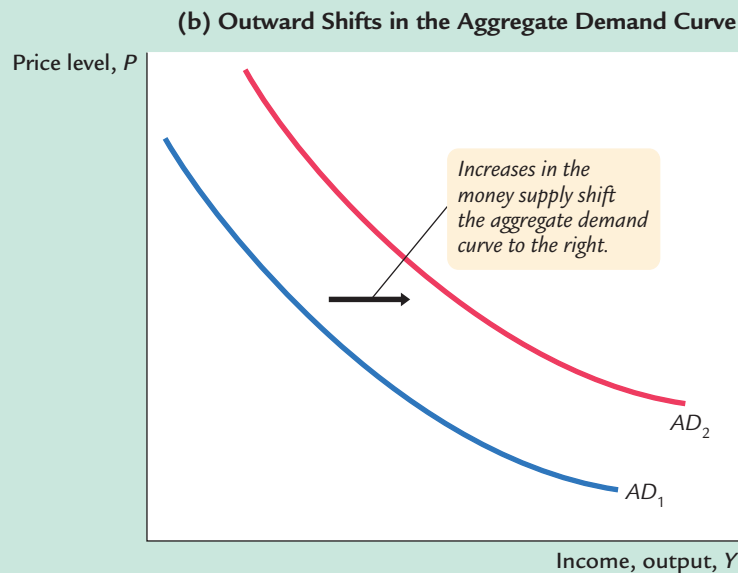 (b) Outward Shifts in the Aggregate Demand Curve
Price level, P
Increases in the
money supply shift
the aggregate demand
curve to the right.
AD₂
AD₁
Income, output, Y